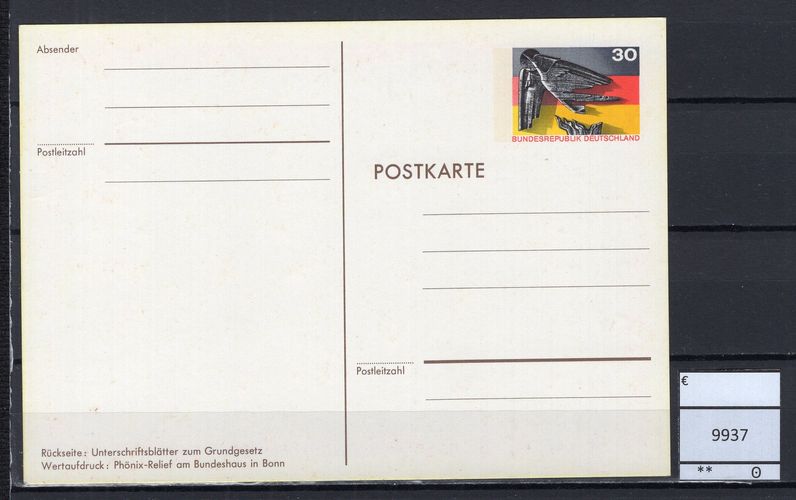 Absender
30
BUNDESREPUBLIK DEUTSCHLAND
Postleitzahl
POSTKARTE
Postleitzahl
Rückseite: Unterschriftsblätter zum Grundgesetz
Wertaufdruck: Phönix-Relief am Bundeshaus in Bonn
€
9937
** ʘ